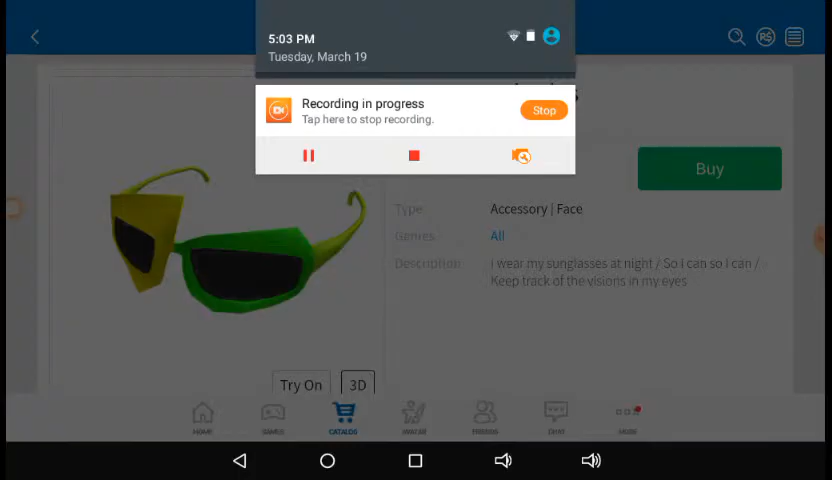 5:03 PM
Tuesday, March 19
Recording in progress
Tap here to stop recording.
Stop
R$
Buy
Type
Accessory | Face
Genres
All
Description
I wear my sunglasses at night / So I can so I can /
Keep track of the visions in my eyes
Try On
3D
HOME
GAMES
CATALOG
AVATAR
FRIENDS
CHAT
MORE